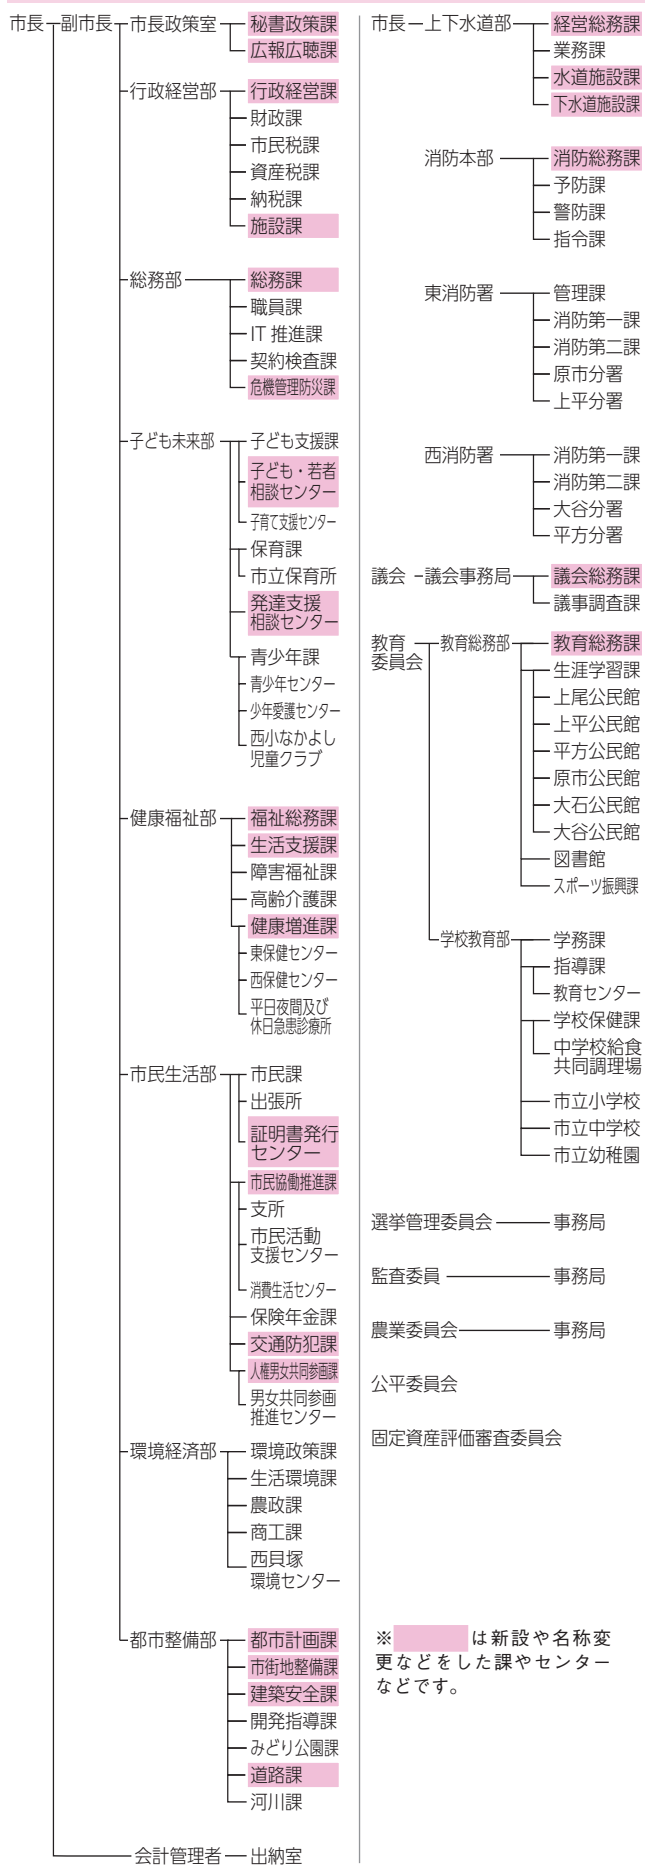 市長
副市長
市長政策室
秘書政策課
広報広聴課
行政経営部
行政経営課
財政課
市民税課
資産税課
納税課
施設課
総務部
総務課
職員課
IT 推進課
契約検査課
危機管理防災課
子ども未来部
子ども支援課
子ども・若者
相談センター
子育て支援センター
保育課
市立保育所
発達支援
相談センター
青少年課
青少年センター
少年愛護センター
西小なかよし
児童クラブ
健康福祉部
福祉総務課
生活支援課
障害福祉課
高齢介護課
健康増進課
東保健センター
西保健センター
平日夜間及び
休日急患診療所
市民生活部
市民課
出張所
証明書発行
センター
市民協働推進課
支所
市民活動
支援センター
消費生活センター
保険年金課
交通防犯課
人権男女共同参画課
男女共同参画
推進センター
環境経済部
環境政策課
生活環境課
農政課
商工課
西貝塚
環境センター
都市整備部
都市計画課
市街地整備課
建築安全課
開発指導課
みどり公園課
道路課
河川課
会計管理者
出納室
市長
上下水道部
経営総務課
業務課
水道施設課
下水道施設課
消防本部
消防総務課
予防課
警防課
指令課
東消防署
管理課
消防第一課
消防第二課
原市分署
上平分署
西消防署
消防第一課
消防第二課
大谷分署
平方分署
議会
議会事務局
議会総務課
議事調査課
教育
委員会
教育総務部
教育総務課
生涯学習課
上尾公民館
上平公民館
平方公民館
原市公民館
大石公民館
大谷公民館
図書館
スポーツ振興課
学校教育部
学務課
指導課
教育センター
学校保健課
中学校給食
共同調理場
市立小学校
市立中学校
市立幼稚園
選挙管理委員会
事務局
監査委員
事務局
農業委員会
事務局
公平委員会
固定資産評価審査委員会
※ は新設や名称変
更などをした課やセンター
などです。